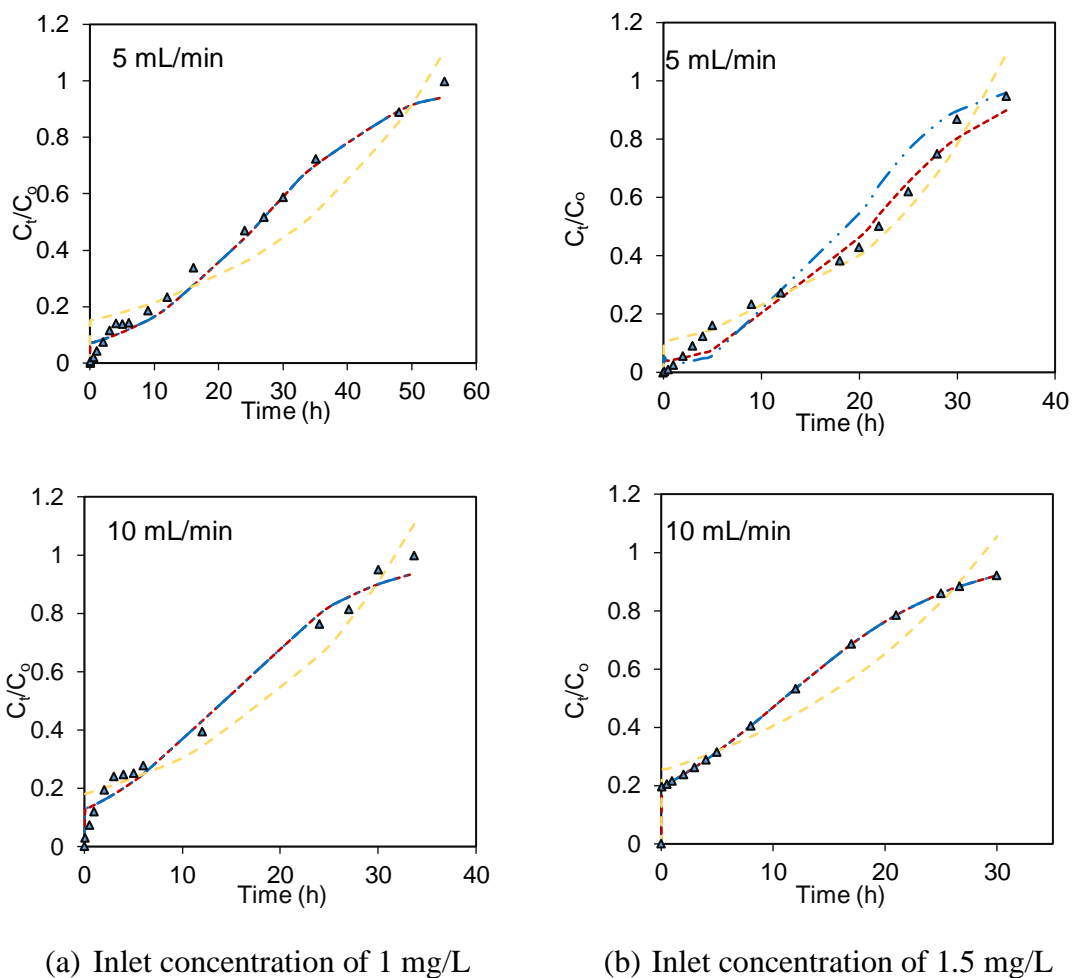 1.2
1
0.8
0.6
0.4
0.2
0
5 mL/min
Ct/Co
0 10 20 30 40 50 60
Time (h)
1.2
1
0.8
0.6
0.4
0.2
0
5 mL/min
Ct/Co
0 10 20 30 40
Time (h)
1.2
1
0.8
0.6
0.4
0.2
0
10 mL/min
Ct/Co
0 10 20 30 40
Time (h)
1.2
1
0.8
0.6
0.4
0.2
0
10 mL/min
Ct/Co
0 10 20 30
Time (h)
(a) Inlet concentration of 1 mg/L
(b) Inlet concentration of 1.5 mg/L